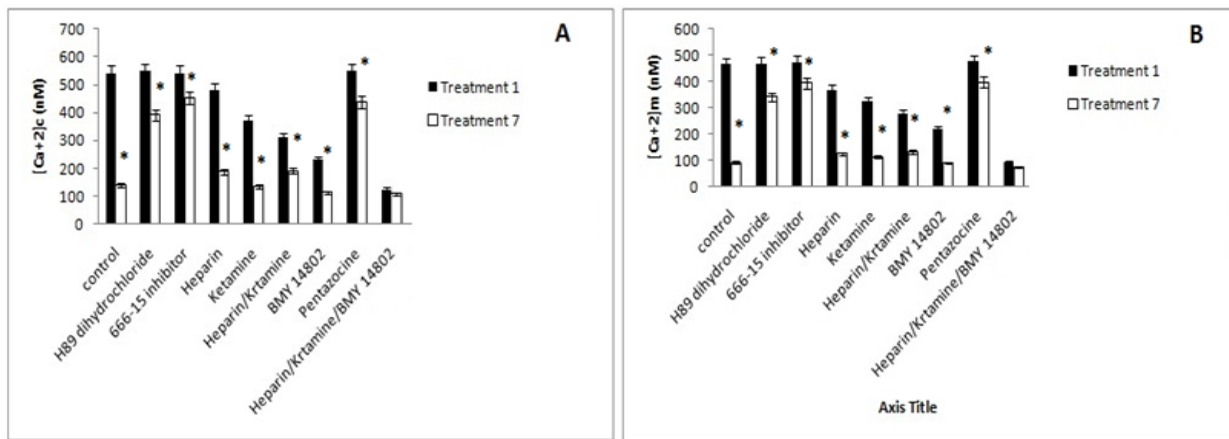 A
[Ca+2]c (nM)
700
600
500
400
300
200
100
0
*
*
*
*
*
*
*
*
Treatment 1
Treatment 7
control
H89 dihydrochloride
666-15 inhibitor
Heparin
Ketamine
Heparin/Krtamine
BMY 14802
Pentazocine
Heparin/Krtamine/BMY 14802
B
[Ca+2]m (nM)
600
500
400
300
200
100
0
*
*
*
*
*
*
*
*
Treatment 1
Treatment 7
control
H89 dihydrochloride
666-15 inhibitor
Heparin
Ketamine
Heparin/Krtamine
BMY 14802
Pentazocine
Heparin/Krtamine/BMY 14802
Axis Title